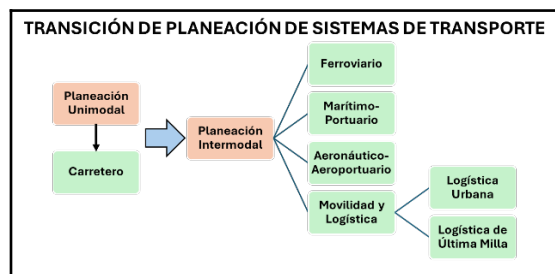 TRANSICIÓN DE PLANEACIÓN DE SISTEMAS DE TRANSPORTE
Planeación
Unimodal
Carretero
Planeación
Intermodal
Ferroviario
Marítimo-
Portuario
Aeronáutico-
Aeroportuario
Movilidad y
Logística
Logística
Urbana
Logística de
Última Milla